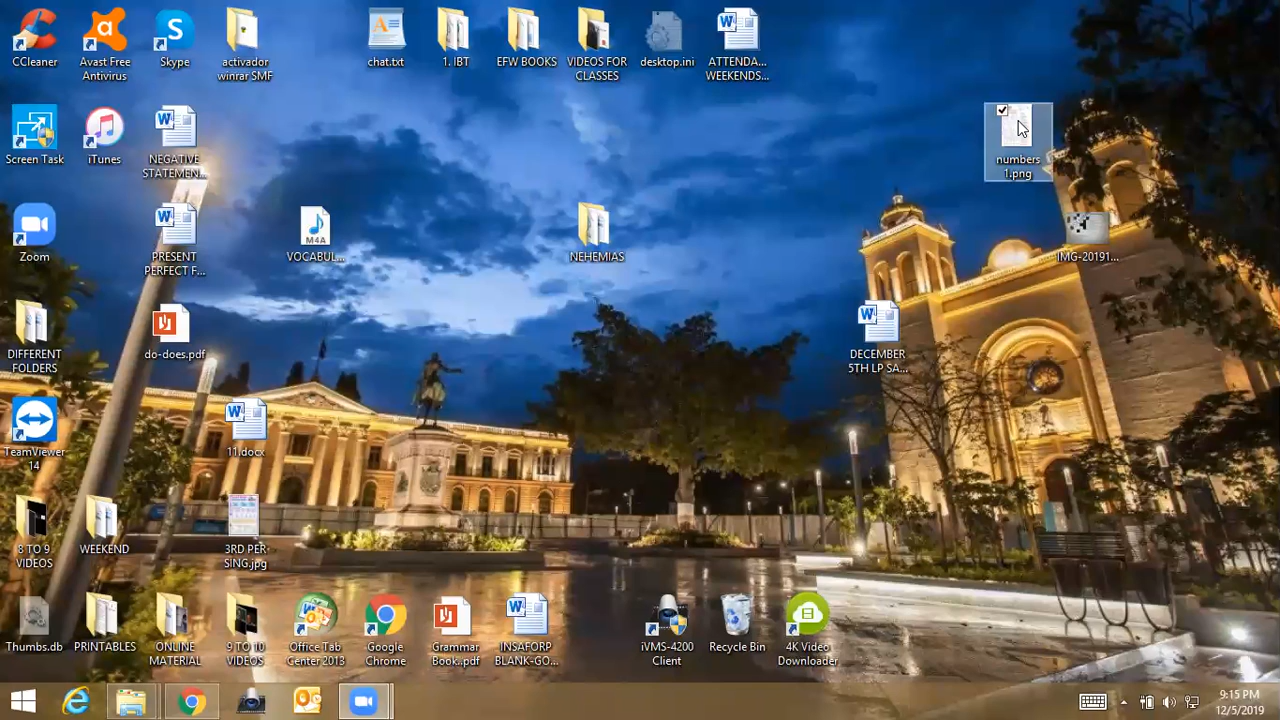 CCleaner
Avast Free
Antivirus
Skype
activador
winrar SMF
chat.txt
1. IBT
EFW BOOKS
VIDEOS FOR
CLASSES
desktop.ini
ATTENDA...
WEEKENDS...
Screen Task
iTunes
NEGATIVE
STATEMEN...
numbers
1.png
Zoom
PRESENT
PERFECT F...
M4A
VOCABUL...
NEHEMIAS
IMG-20191...
DIFFERENT
FOLDERS
do-does.pdf
DECEMBER
5TH LP SA...
TeamViewer
14
11.docx
8 TO 9
VIDEOS
WEEKEND
3RD PER
SING.jpg
Thumbs.db
PRINTABLES
ONLINE
MATERIAL
9 TO 10
VIDEOS
Office Tab
Center 2013
Google
Chrome
Grammar
Book..pdf
INSAFORP
BLANK-GO...
iVMS-4200
Client
Recycle Bin
4K Video
Downloader
9:15 PM
12/5/2019